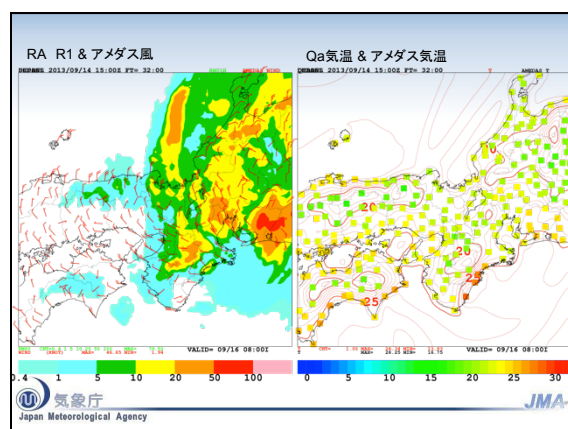 RA R1 & アメダス風
Qa気温 & アメダス気温
2013/09/14 15:00Z FT= 32:00
AMEDAS WIND
2013/09/14 15:00Z FT= 32:00
T
AMEDAS T
20
20
25
25
VALID= 09/16 08:00I
VALID= 09/16 08:00I
0.4 1 5 10 20 50 100
0 5 10 15 20 25 30
気象庁
Japan Meteorological Agency
JMA